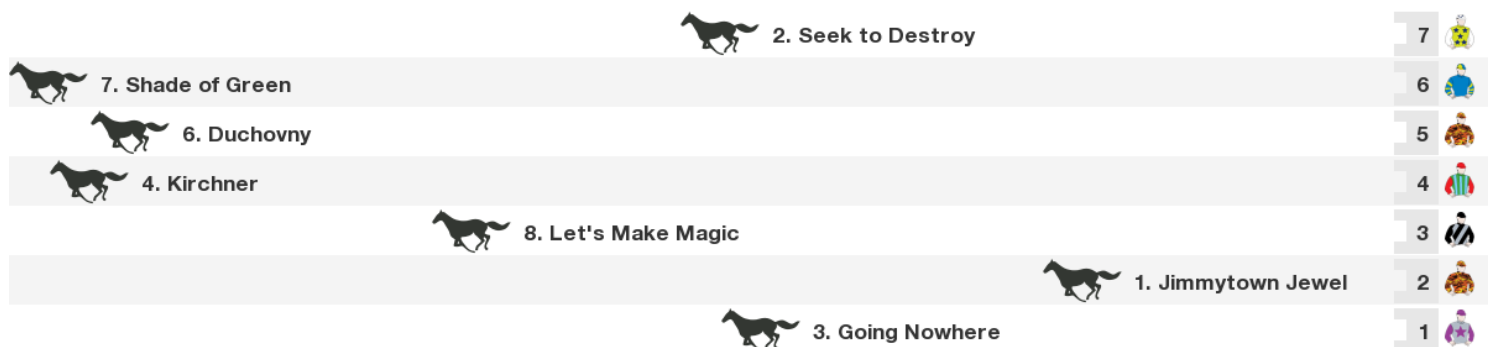 2. Seek to Destroy 7
7. Shade of Green 6
6. Duchovny 5
4. Kirchner 4
8. Let's Make Magic 3
1. Jimmytown Jewel 2
3. Going Nowhere 1